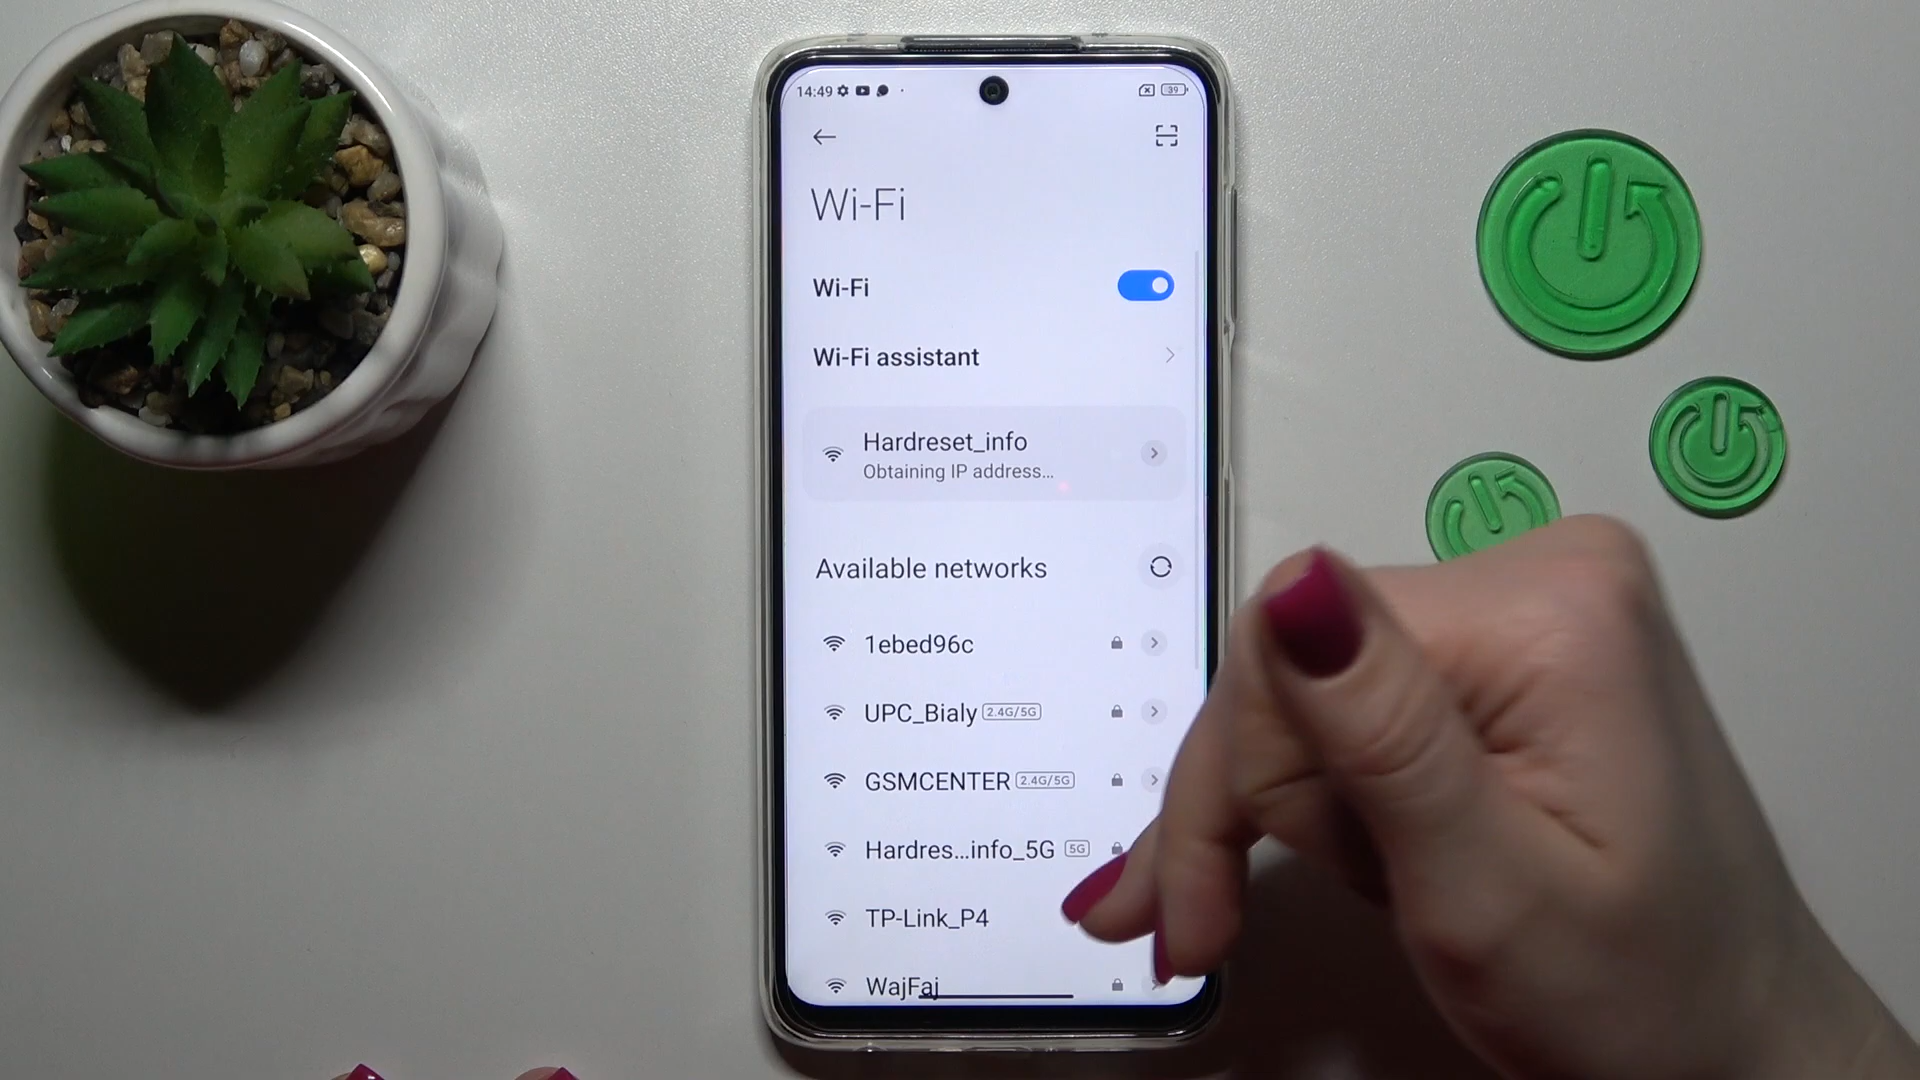 14:49
39
Wi-Fi
Wi-Fi
Wi-Fi assistant
Hardreset_info
Obtaining IP address...
Available networks
1ebed96c
UPC_Bialy 2.4G/5G
GSMCENTER 2.4G/5G
Hardres...info_5G 5G
TP-Link_P4
WajFaj